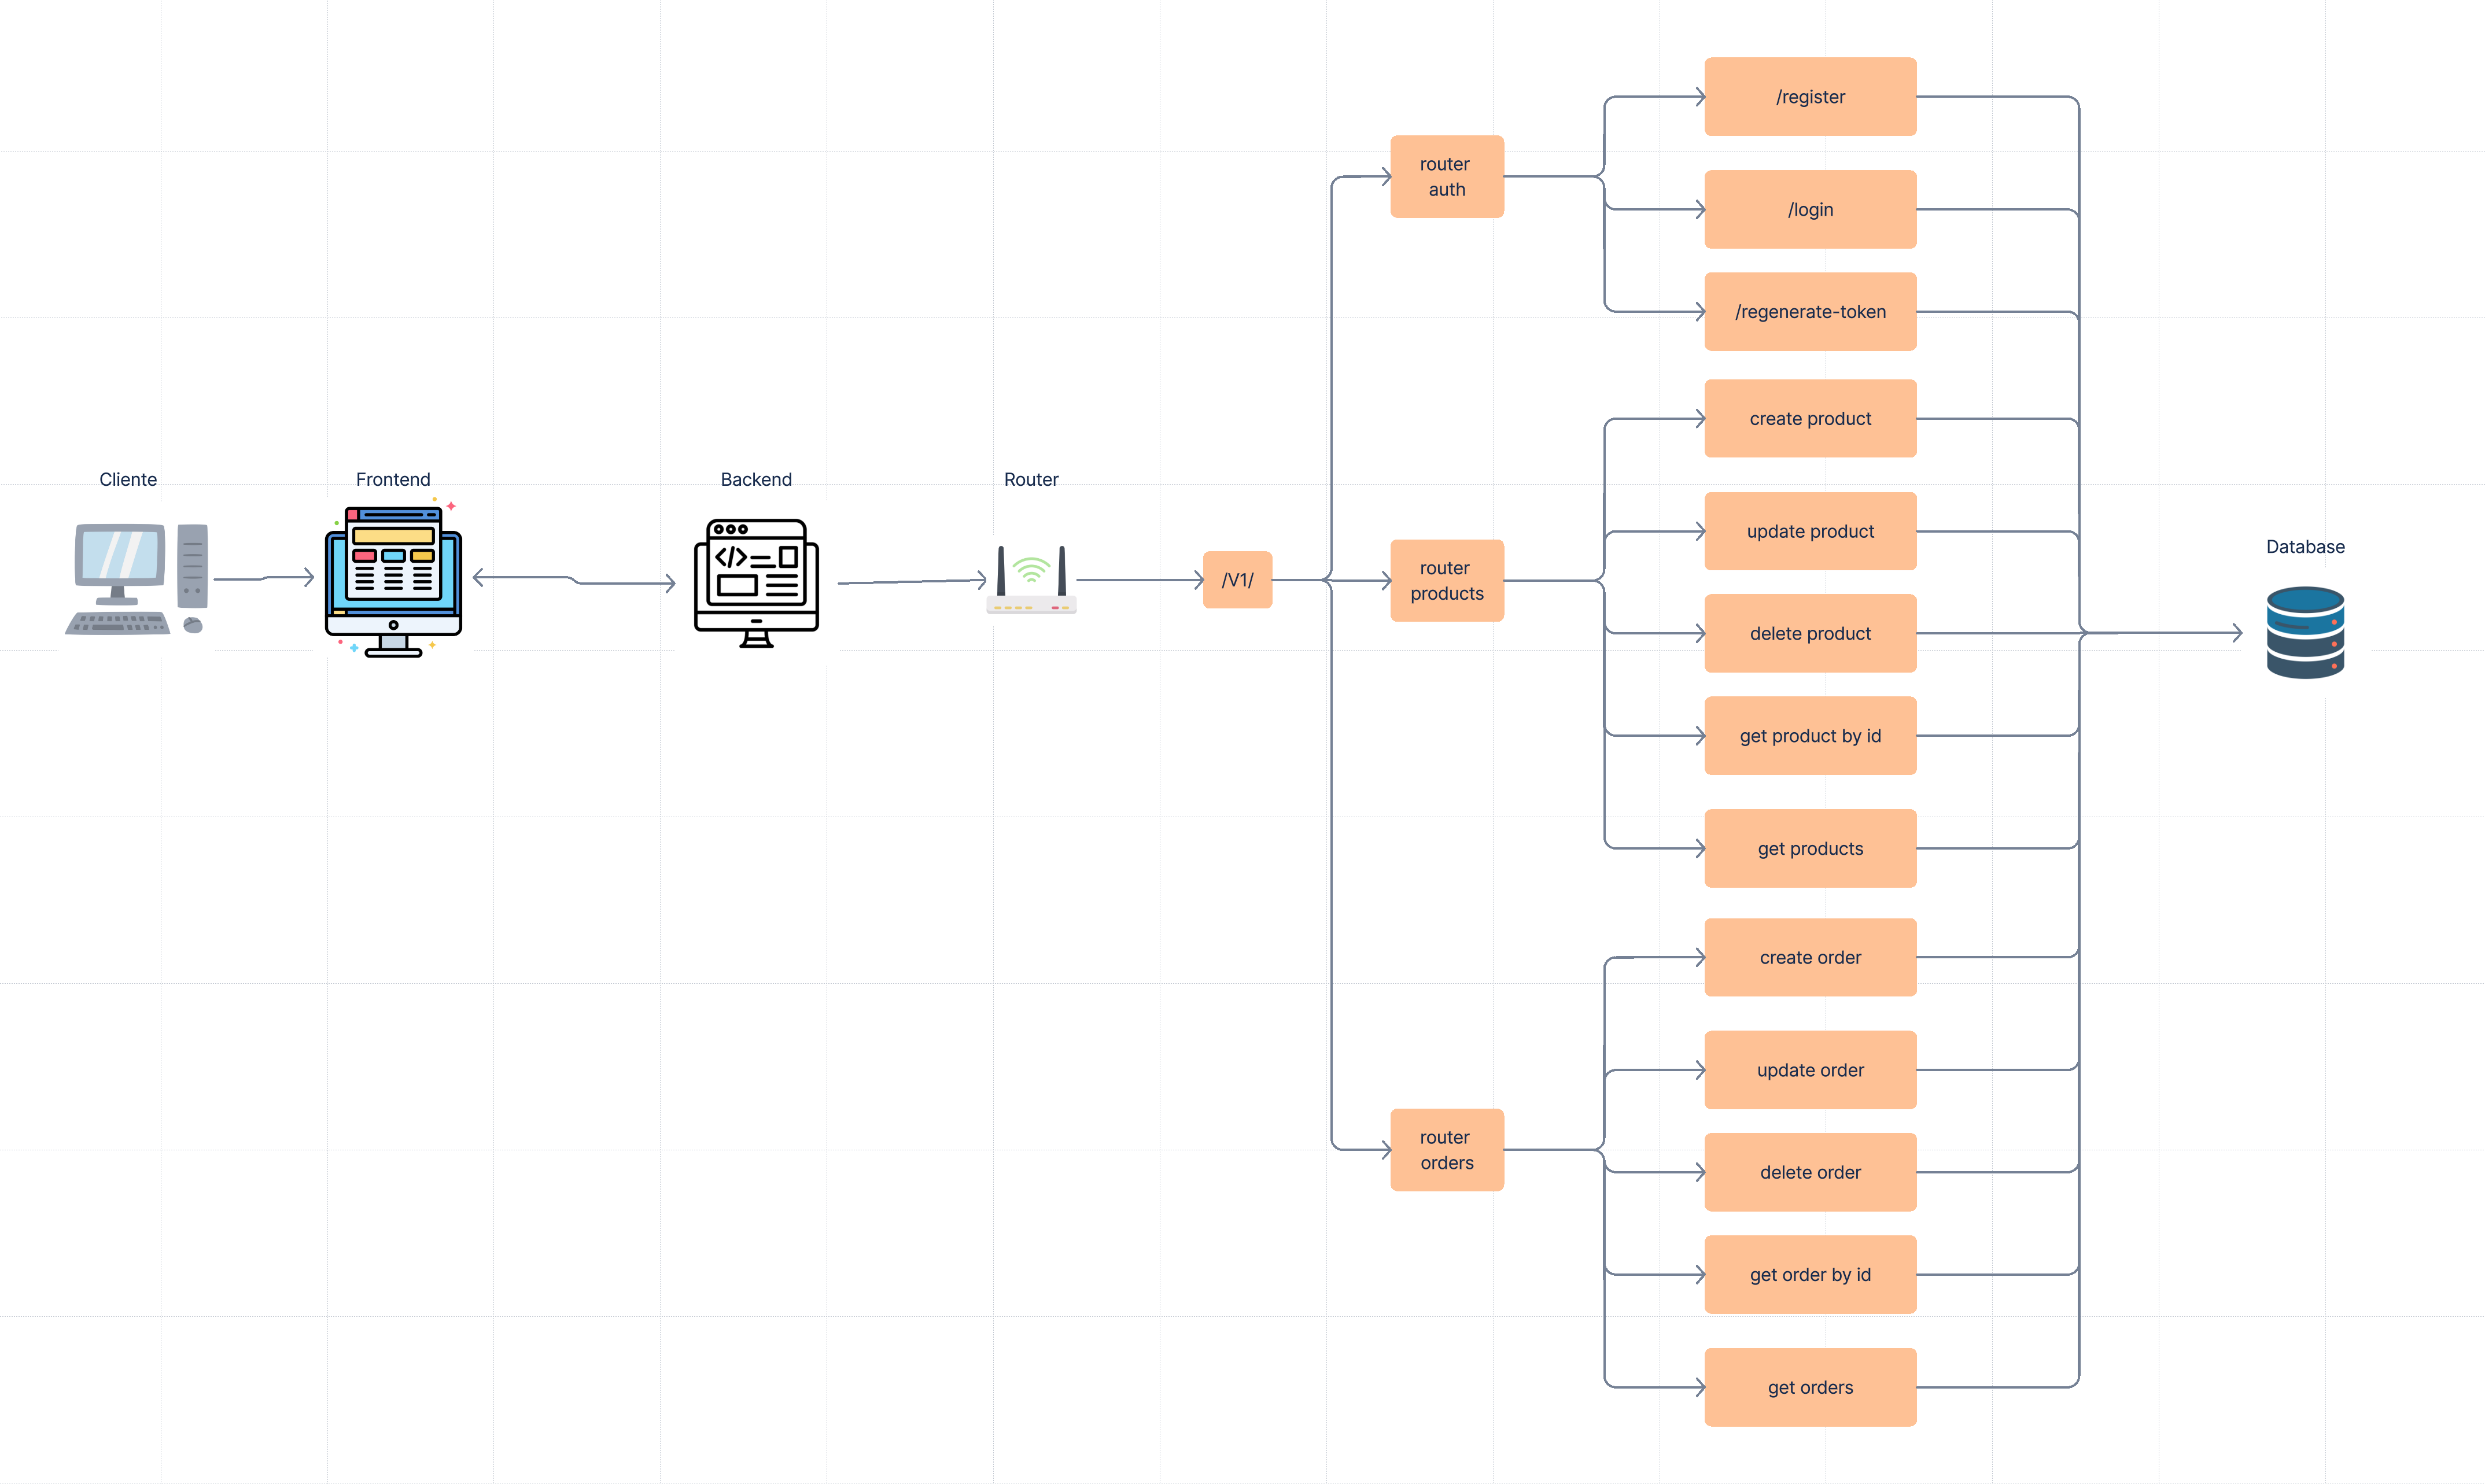 Cliente
Frontend
Backend
Router
/V1/
router
auth
router
products
router
orders
/register
/login
/regenerate-token
create product
update product
delete product
get product by id
get products
create order
update order
delete order
get order by id
get orders
Database